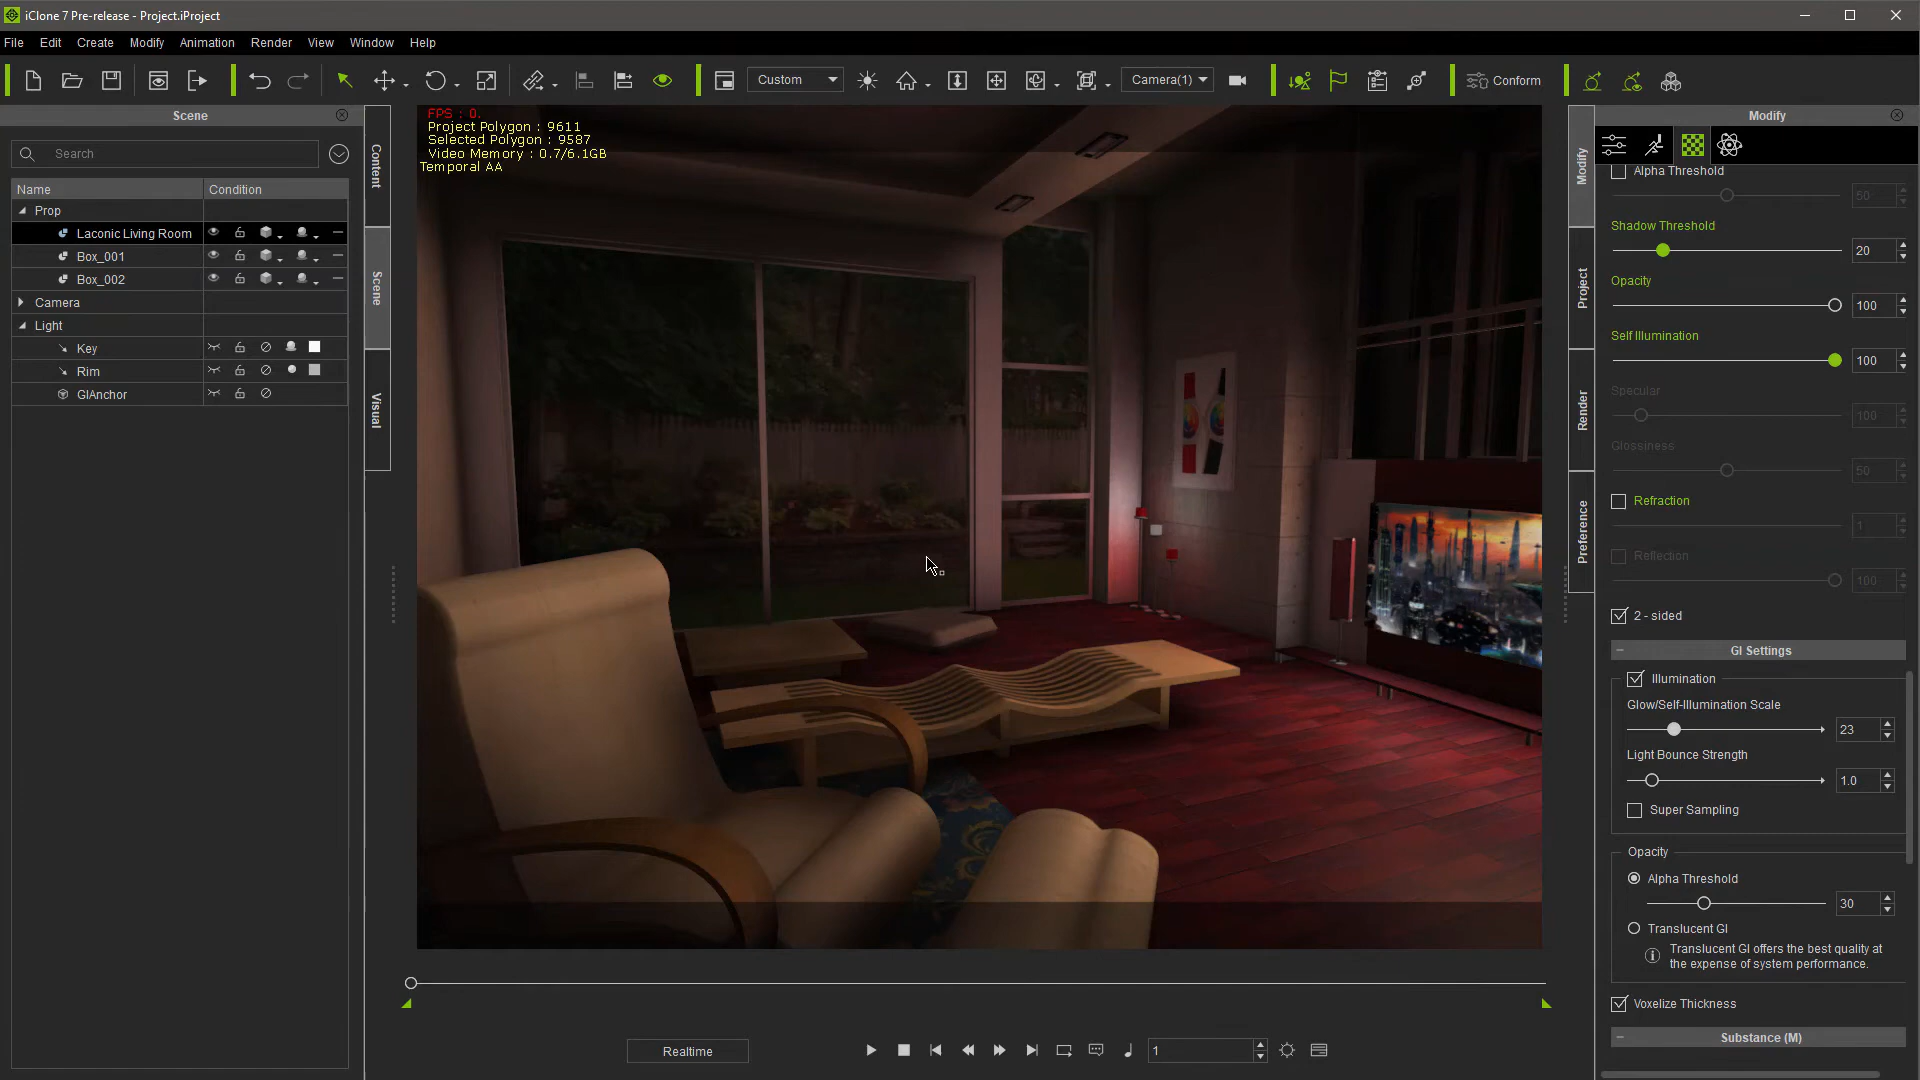 iClone 7 Pre-release - Project.iProject
File Edit Create Modify Animation Render View Window Help
Custom
Camera(1)
Conform
Scene
Search
Name Condition
Prop
Laconic Living Room
Box_001
Box_002
Camera
Light
Key
Rim
GIAnchor
Content
Scene
Visual
FPS : 0.
Project Polygon : 9611
Selected Polygon : 9587
Video Memory : 0.7/6.1GB
Temporal AA
Realtime
1
Modify
Project
Render
Preference
Modify
Alpha Threshold
50
Shadow Threshold
20
Opacity
100
Self Illumination
100
Specular
100
Glossiness
50
Refraction
1
Reflection
100
2 - sided
GI Settings
Illumination
Glow/Self-Illumination Scale
23
Light Bounce Strength
1.0
Super Sampling
Opacity
Alpha Threshold
30
Translucent GI
Translucent GI offers the best quality at
the expense of system performance.
Voxelize Thickness
Substance (M)